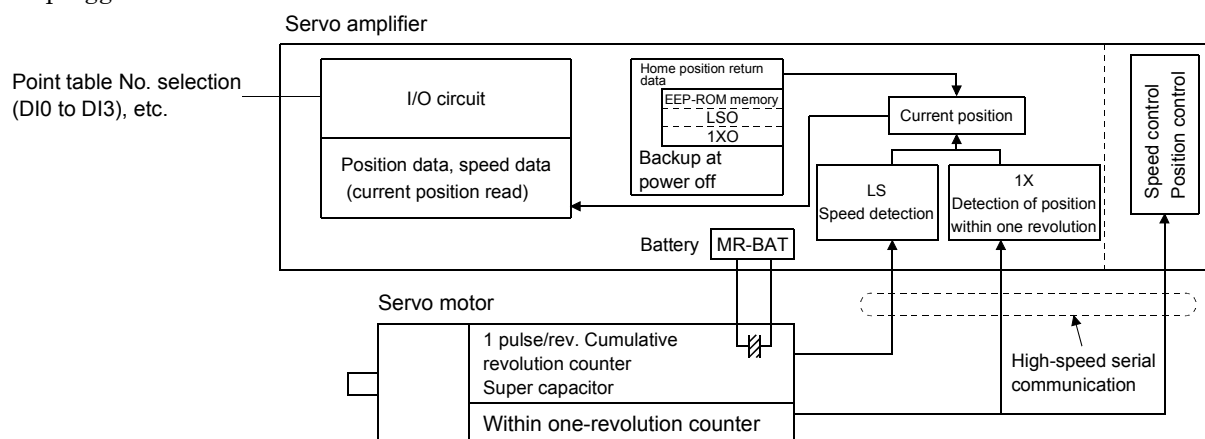 Servo amplifier
Point table No. selection
(DI0 to DI3), etc.
I/O circuit
Position data, speed data
(current position read)
Home position return
data
EEP-ROM memory
LSO
1XO
Backup at
power off
Current position
LS
Speed detection
1X
Detection of position
within one revolution
Speed control
Position control
Battery
MR-BAT
Servo motor
1 pulse/rev. Cumulative
revolution counter
Super capacitor
Within one-revolution counter
High-speed serial
communication